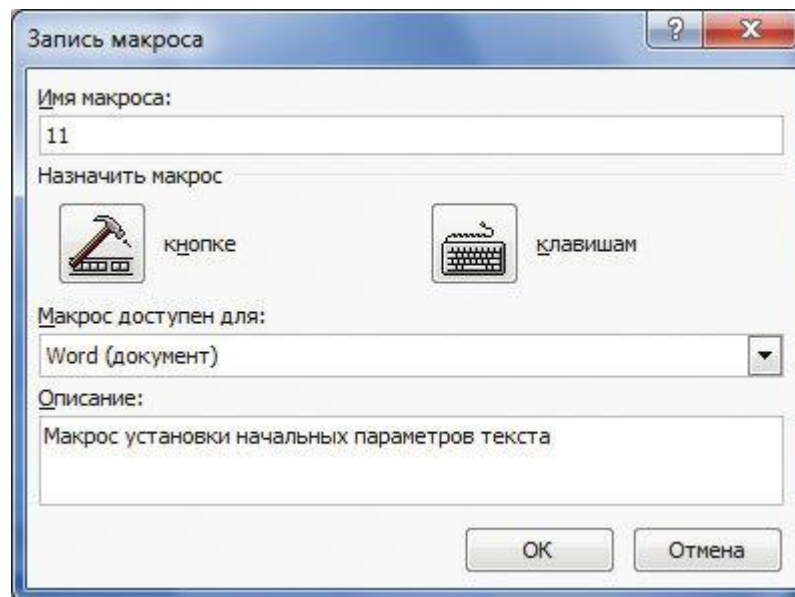 Запись макроса
Имя макроса:
11
Назначить макрос
кнопке
клавишам
Макрос доступен для:
Word (документ)
Описание:
Макрос установки начальных параметров текста
ОК
Отмена